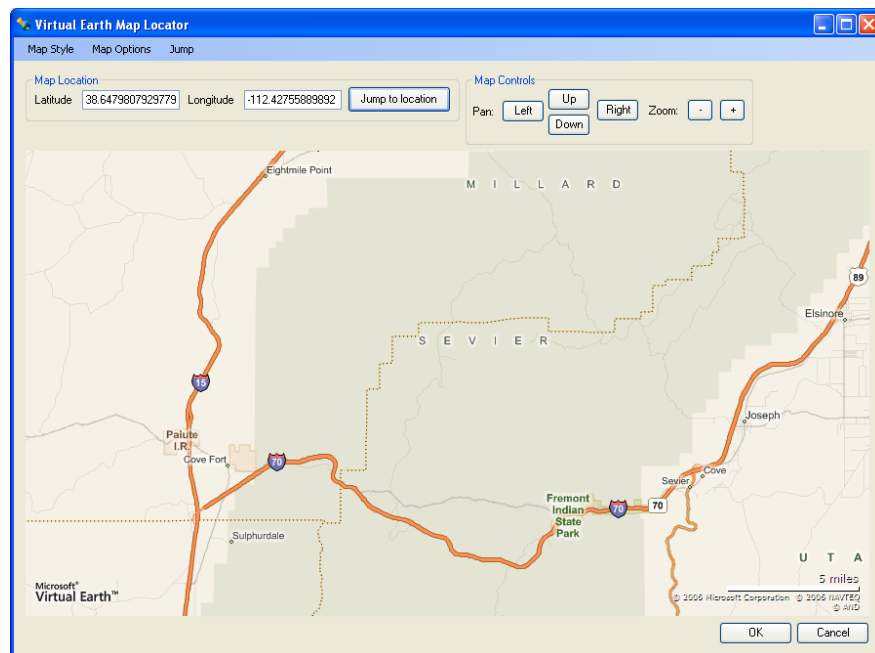 Virtual Earth Map Locator
Map Style Map Options Jump
Map Location
Latitude 38.6479807929779 Longitude -112.42755889892 Jump to location
Map Controls
Pan: Left Up Down Right Zoom: - +
Eightmile Point
M I L L A R D
89
Elsinore
S E V I E R
15
Joseph
Paiute
I.R.
Cove Fort
70
Cove
Sevier
Fremont
Indian
State
Park
70
70
Sulphurdale
U T A
5 miles
Microsoft®
Virtual Earth™
© 2006 Microsoft Corporation © 2006 NAVTEQ
© AND
OK Cancel